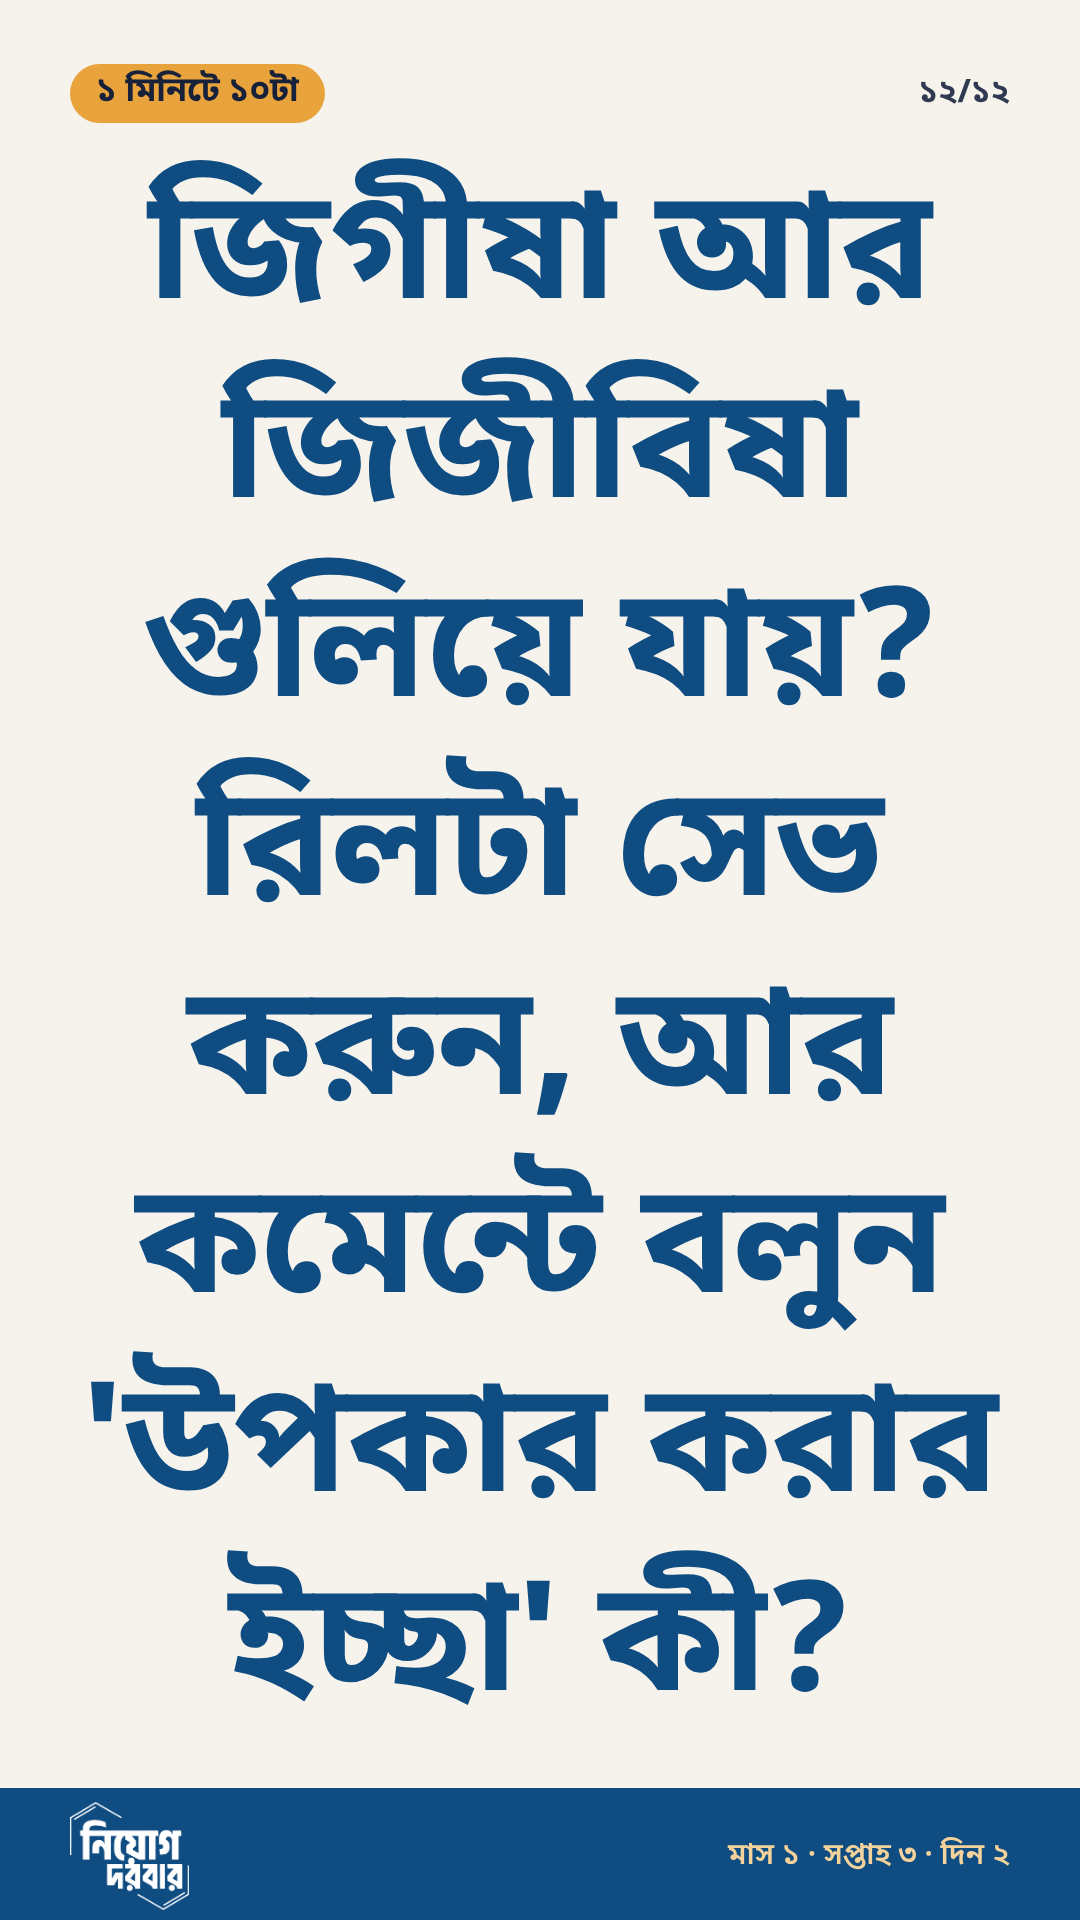 ১ মিনিটে ১০টা
১২/১২
জিগীষা আর
জিজীবিষা
গুলিয়ে যায়?
রিলটা সেভ
করুন, আর
কমেন্টে বলুন
'উপকার করার
ইচ্ছা' কী?
নিয়োগ
দরবার
মাস ১ · সপ্তাহ ৩ · দিন ২